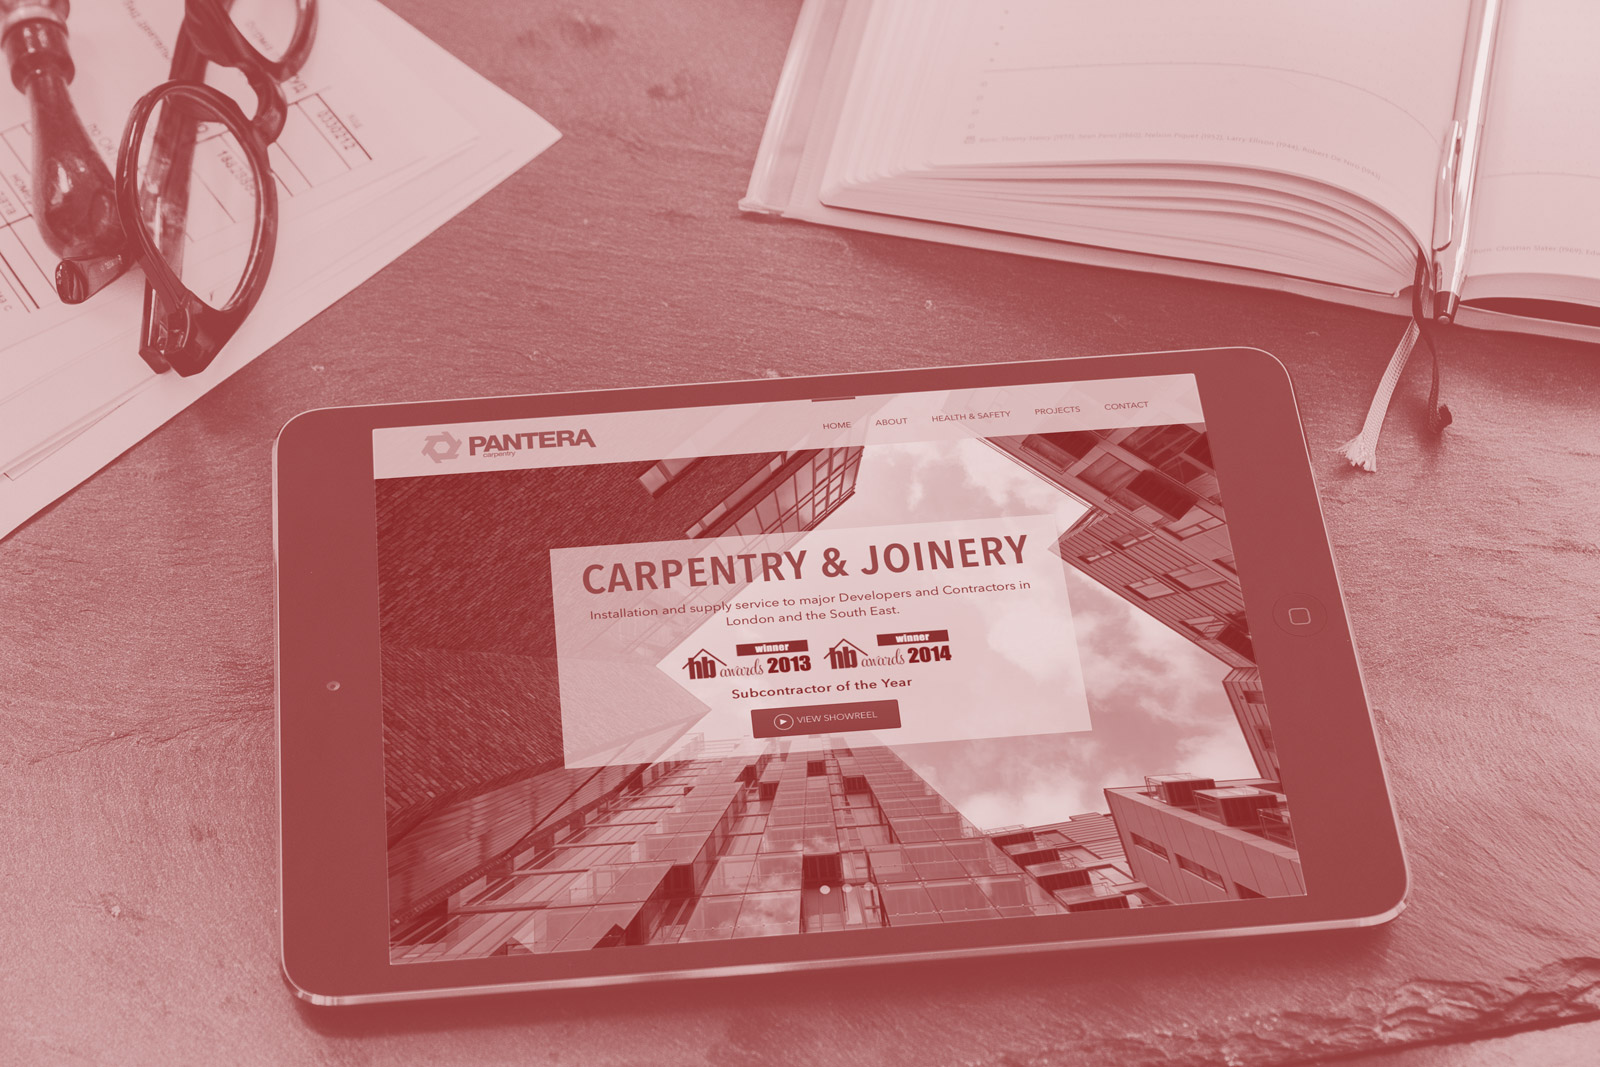 0330212
PANTERA
carpentry
HOME
ABOUT
HEALTH & SAFETY
PROJECTS
CONTACT
CARPENTRY & JOINERY
Installation and supply service to major Developers and Contractors in
London and the South East.
hb awards winner 2013
hb awards winner 2014
Subcontractor of the Year
VIEW SHOWREEL